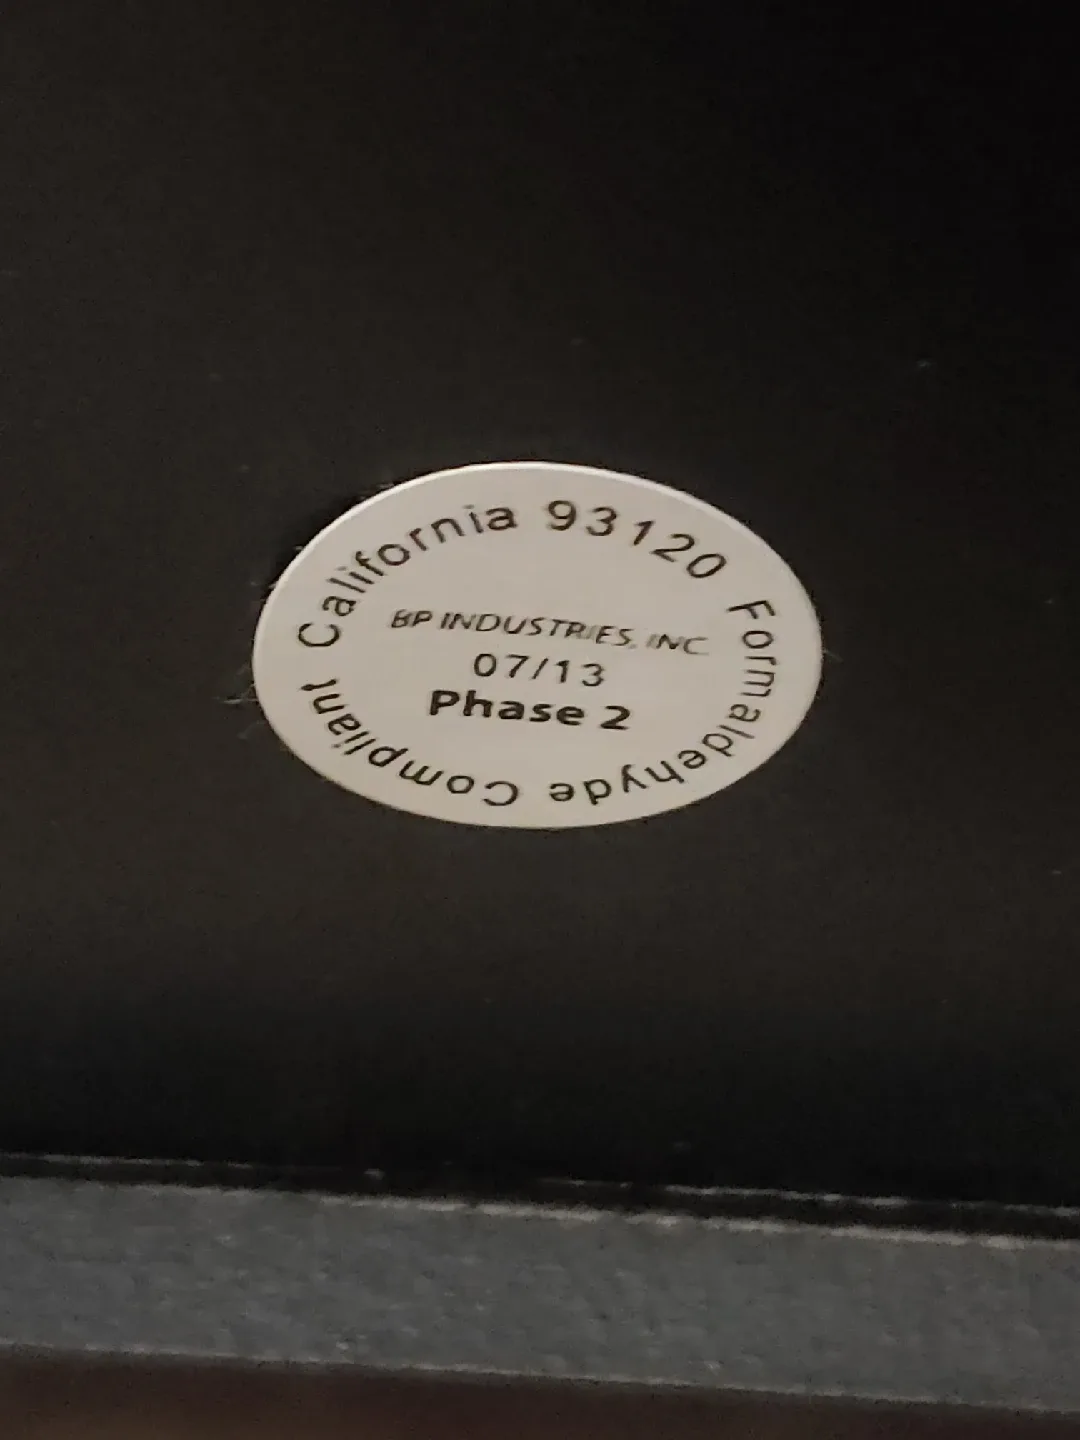 California 93120 Formaldehyde Compliant
BP INDUSTRIES, INC.
07/13
Phase 2